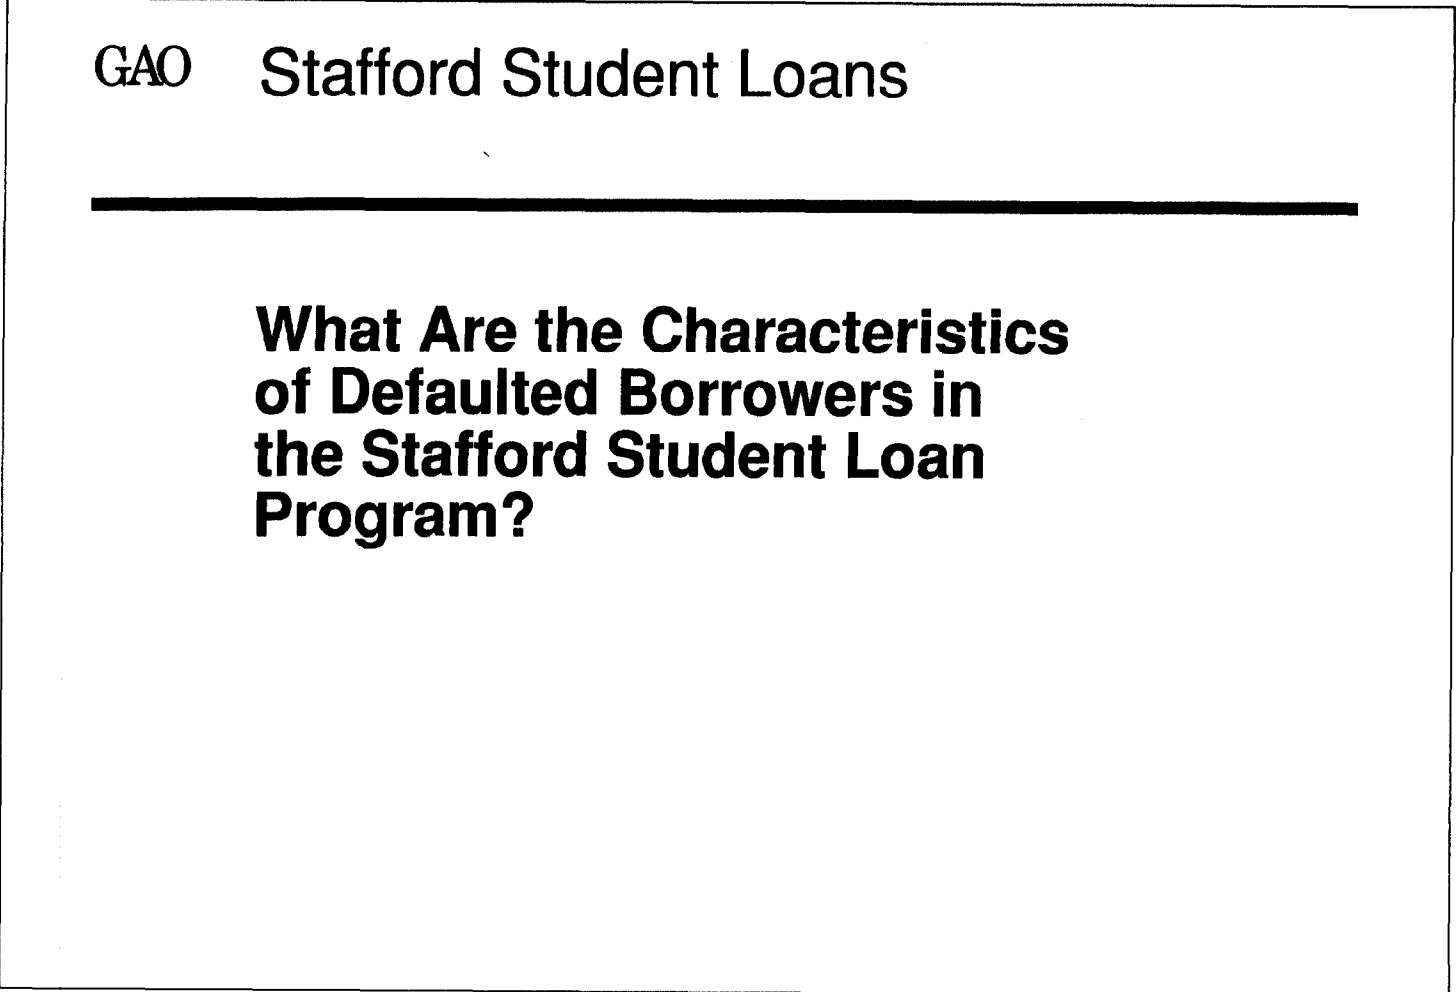 GAO Stafford Student Loans
What Are the Characteristics
of Defaulted Borrowers in
the Stafford Student Loan
Program?